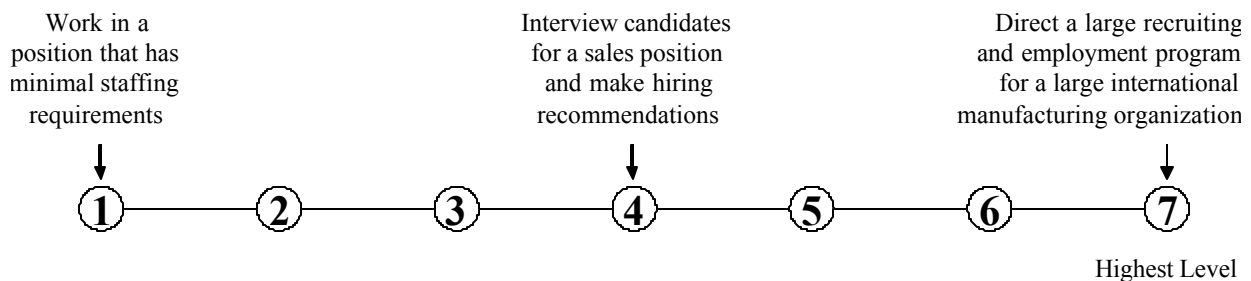 Work in a
position that has
minimal staffing
requirements
Interview candidates
for a sales position
and make hiring
recommendations
Direct a large recruiting
and employment program
for a large international
manufacturing organization
1 2 3 4 5 6 7
Highest Level